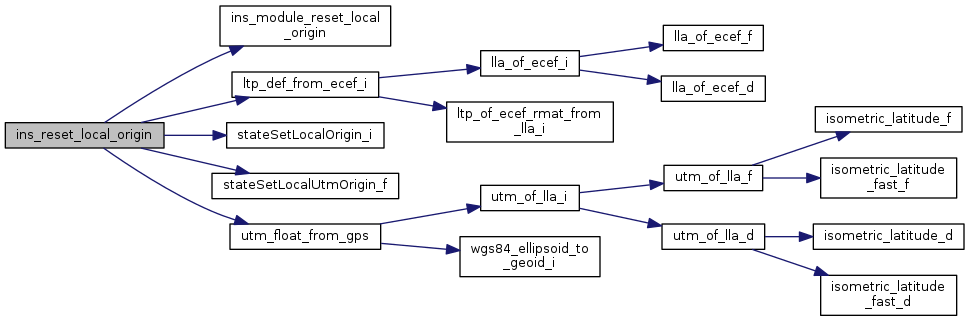 ins_reset_local_origin
ins_module_reset_local
_origin
ltp_def_from_ecef_i
stateSetLocalOrigin_i
stateSetLocalUtmOrigin_f
utm_float_from_gps
lla_of_ecef_i
ltp_of_ecef_rmat_from
_lla_i
utm_of_lla_i
wgs84_ellipsoid_to
_geoid_i
lla_of_ecef_f
lla_of_ecef_d
utm_of_lla_f
utm_of_lla_d
isometric_latitude_f
isometric_latitude
_fast_f
isometric_latitude_d
isometric_latitude
_fast_d